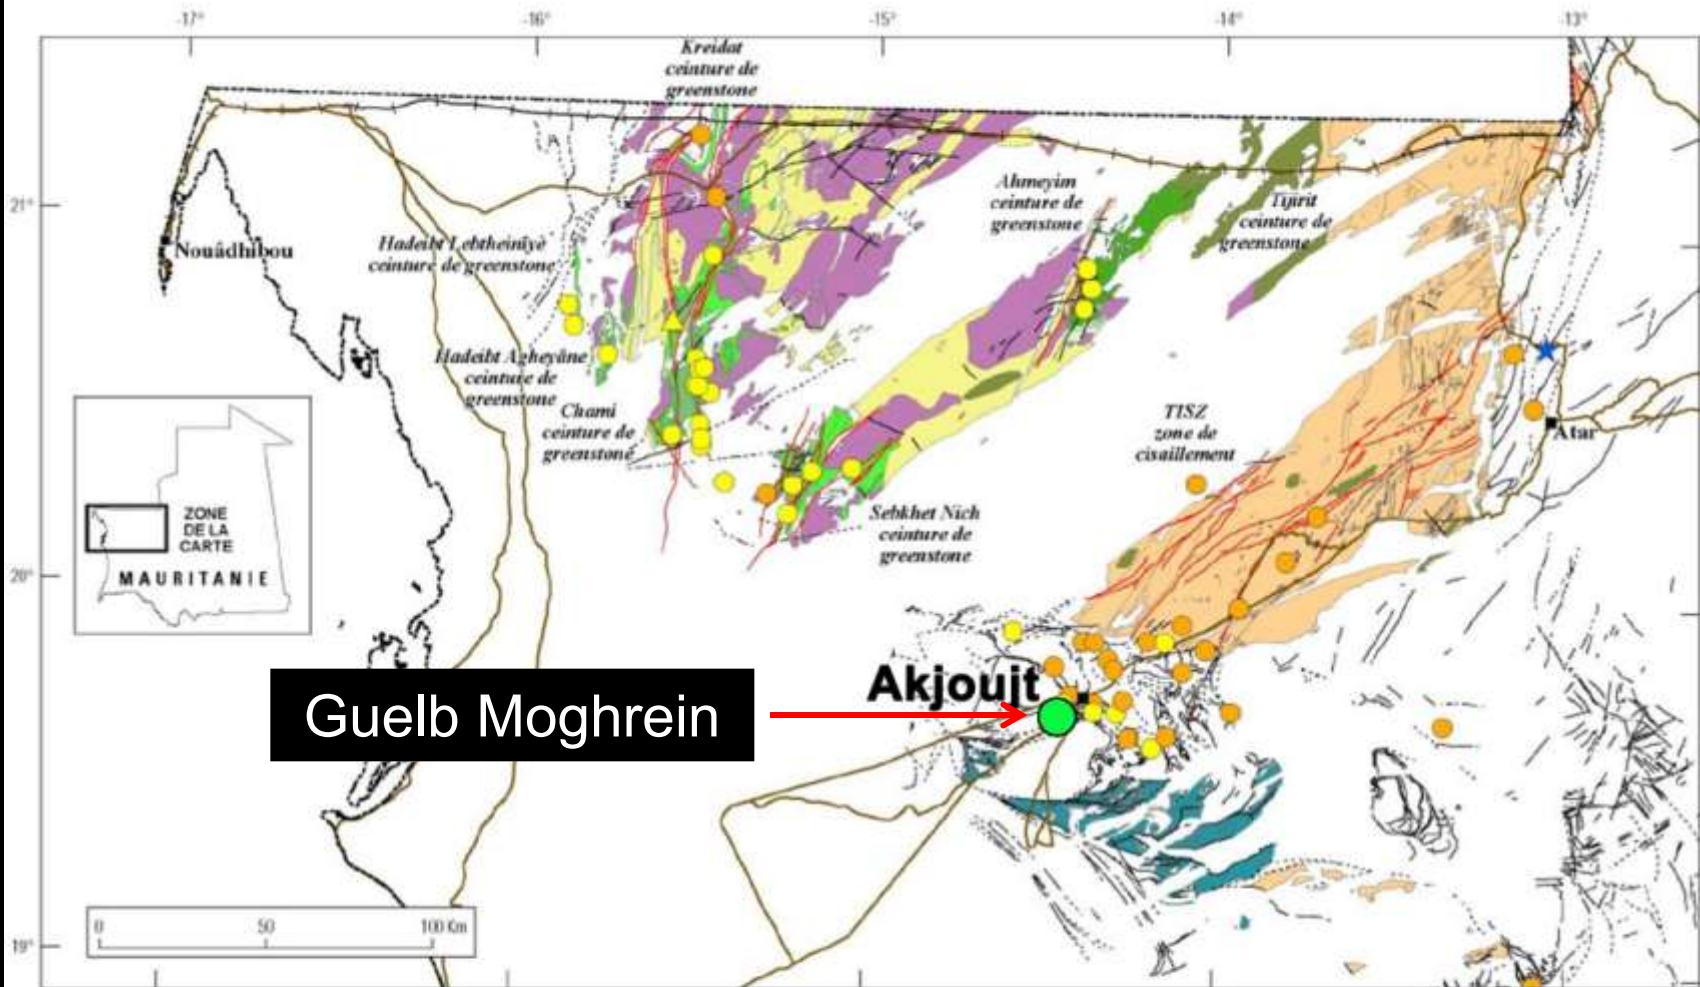 -17°
-16°
-15°
-14°
-13°
Kreidat
ceinture de
greenstone
21°
Nouâdhibou
Hadeibt Lebtheiniyé
ceinture de greenstone
Ahmeyim
ceinture de
greenstone
Tijirit
ceinture de
greenstone
Hadeibt Agheyâne
ceinture de
greenstone
Chami
ceinture de
greenstone
TISZ
zone de
cisaillement
Atar
ZONE
DE LA
CARTE
MAURITANIE
Sebkhet Nich
ceinture de
greenstone
20°
Akjoujt
Guelb Moghrein
0 50 100 Km
19°